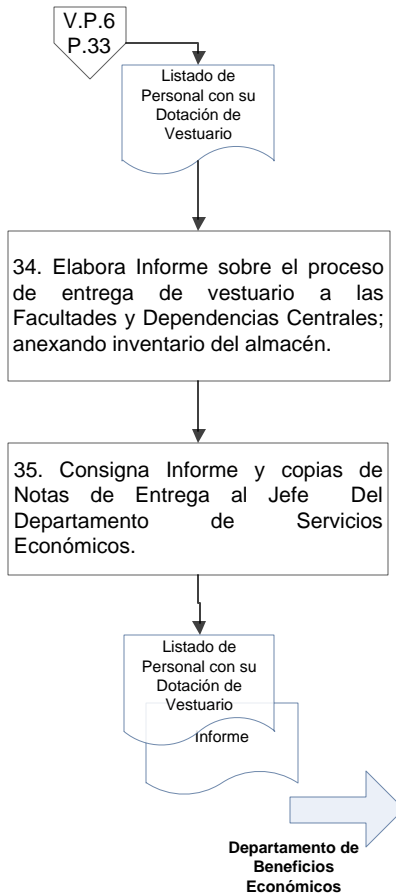 V.P.6
P.33
Listado de
Personal con su
Dotación de
Vestuario
34. Elabora Informe sobre el proceso
de entrega de vestuario a las
Facultades y Dependencias Centrales;
anexando inventario del almacén.
35. Consigna Informe y copias de
Notas de Entrega al Jefe Del
Departamento de Servicios
Económicos.
Listado de
Personal con su
Dotación de
Vestuario
Informe
Departamento de
Beneficios
Económicos